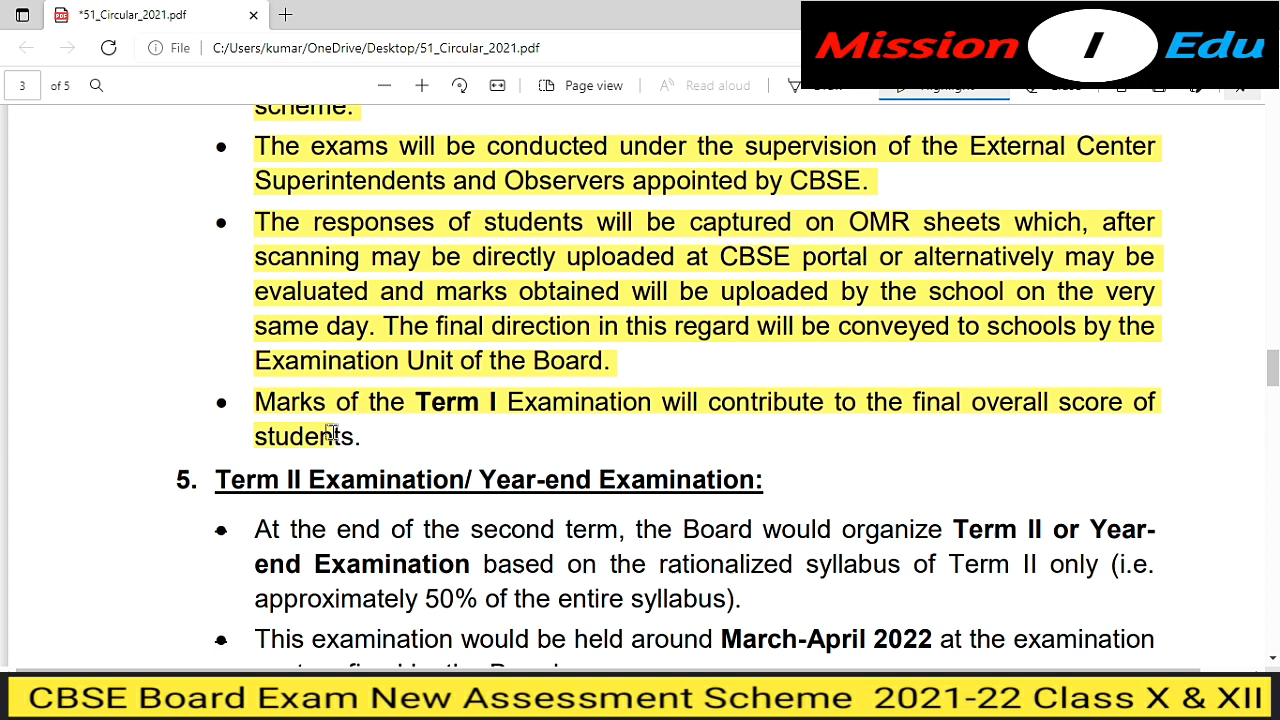 *51_Circular_2021.pdf
File C:/Users/kumar/OneDrive/Desktop/51_Circular_2021.pdf
Mission I Edu
3 of 5 Page view Read aloud
scheme.
• The exams will be conducted under the supervision of the External Center
Superintendents and Observers appointed by CBSE.
• The responses of students will be captured on OMR sheets which, after
scanning may be directly uploaded at CBSE portal or alternatively may be
evaluated and marks obtained will be uploaded by the school on the very
same day. The final direction in this regard will be conveyed to schools by the
Examination Unit of the Board.
• Marks of the Term I Examination will contribute to the final overall score of
students.
5. Term II Examination/ Year-end Examination:
• At the end of the second term, the Board would organize Term II or Year-
end Examination based on the rationalized syllabus of Term II only (i.e.
approximately 50% of the entire syllabus).
• This examination would be held around March-April 2022 at the examination
CBSE Board Exam New Assessment Scheme 2021-22 Class X & XII